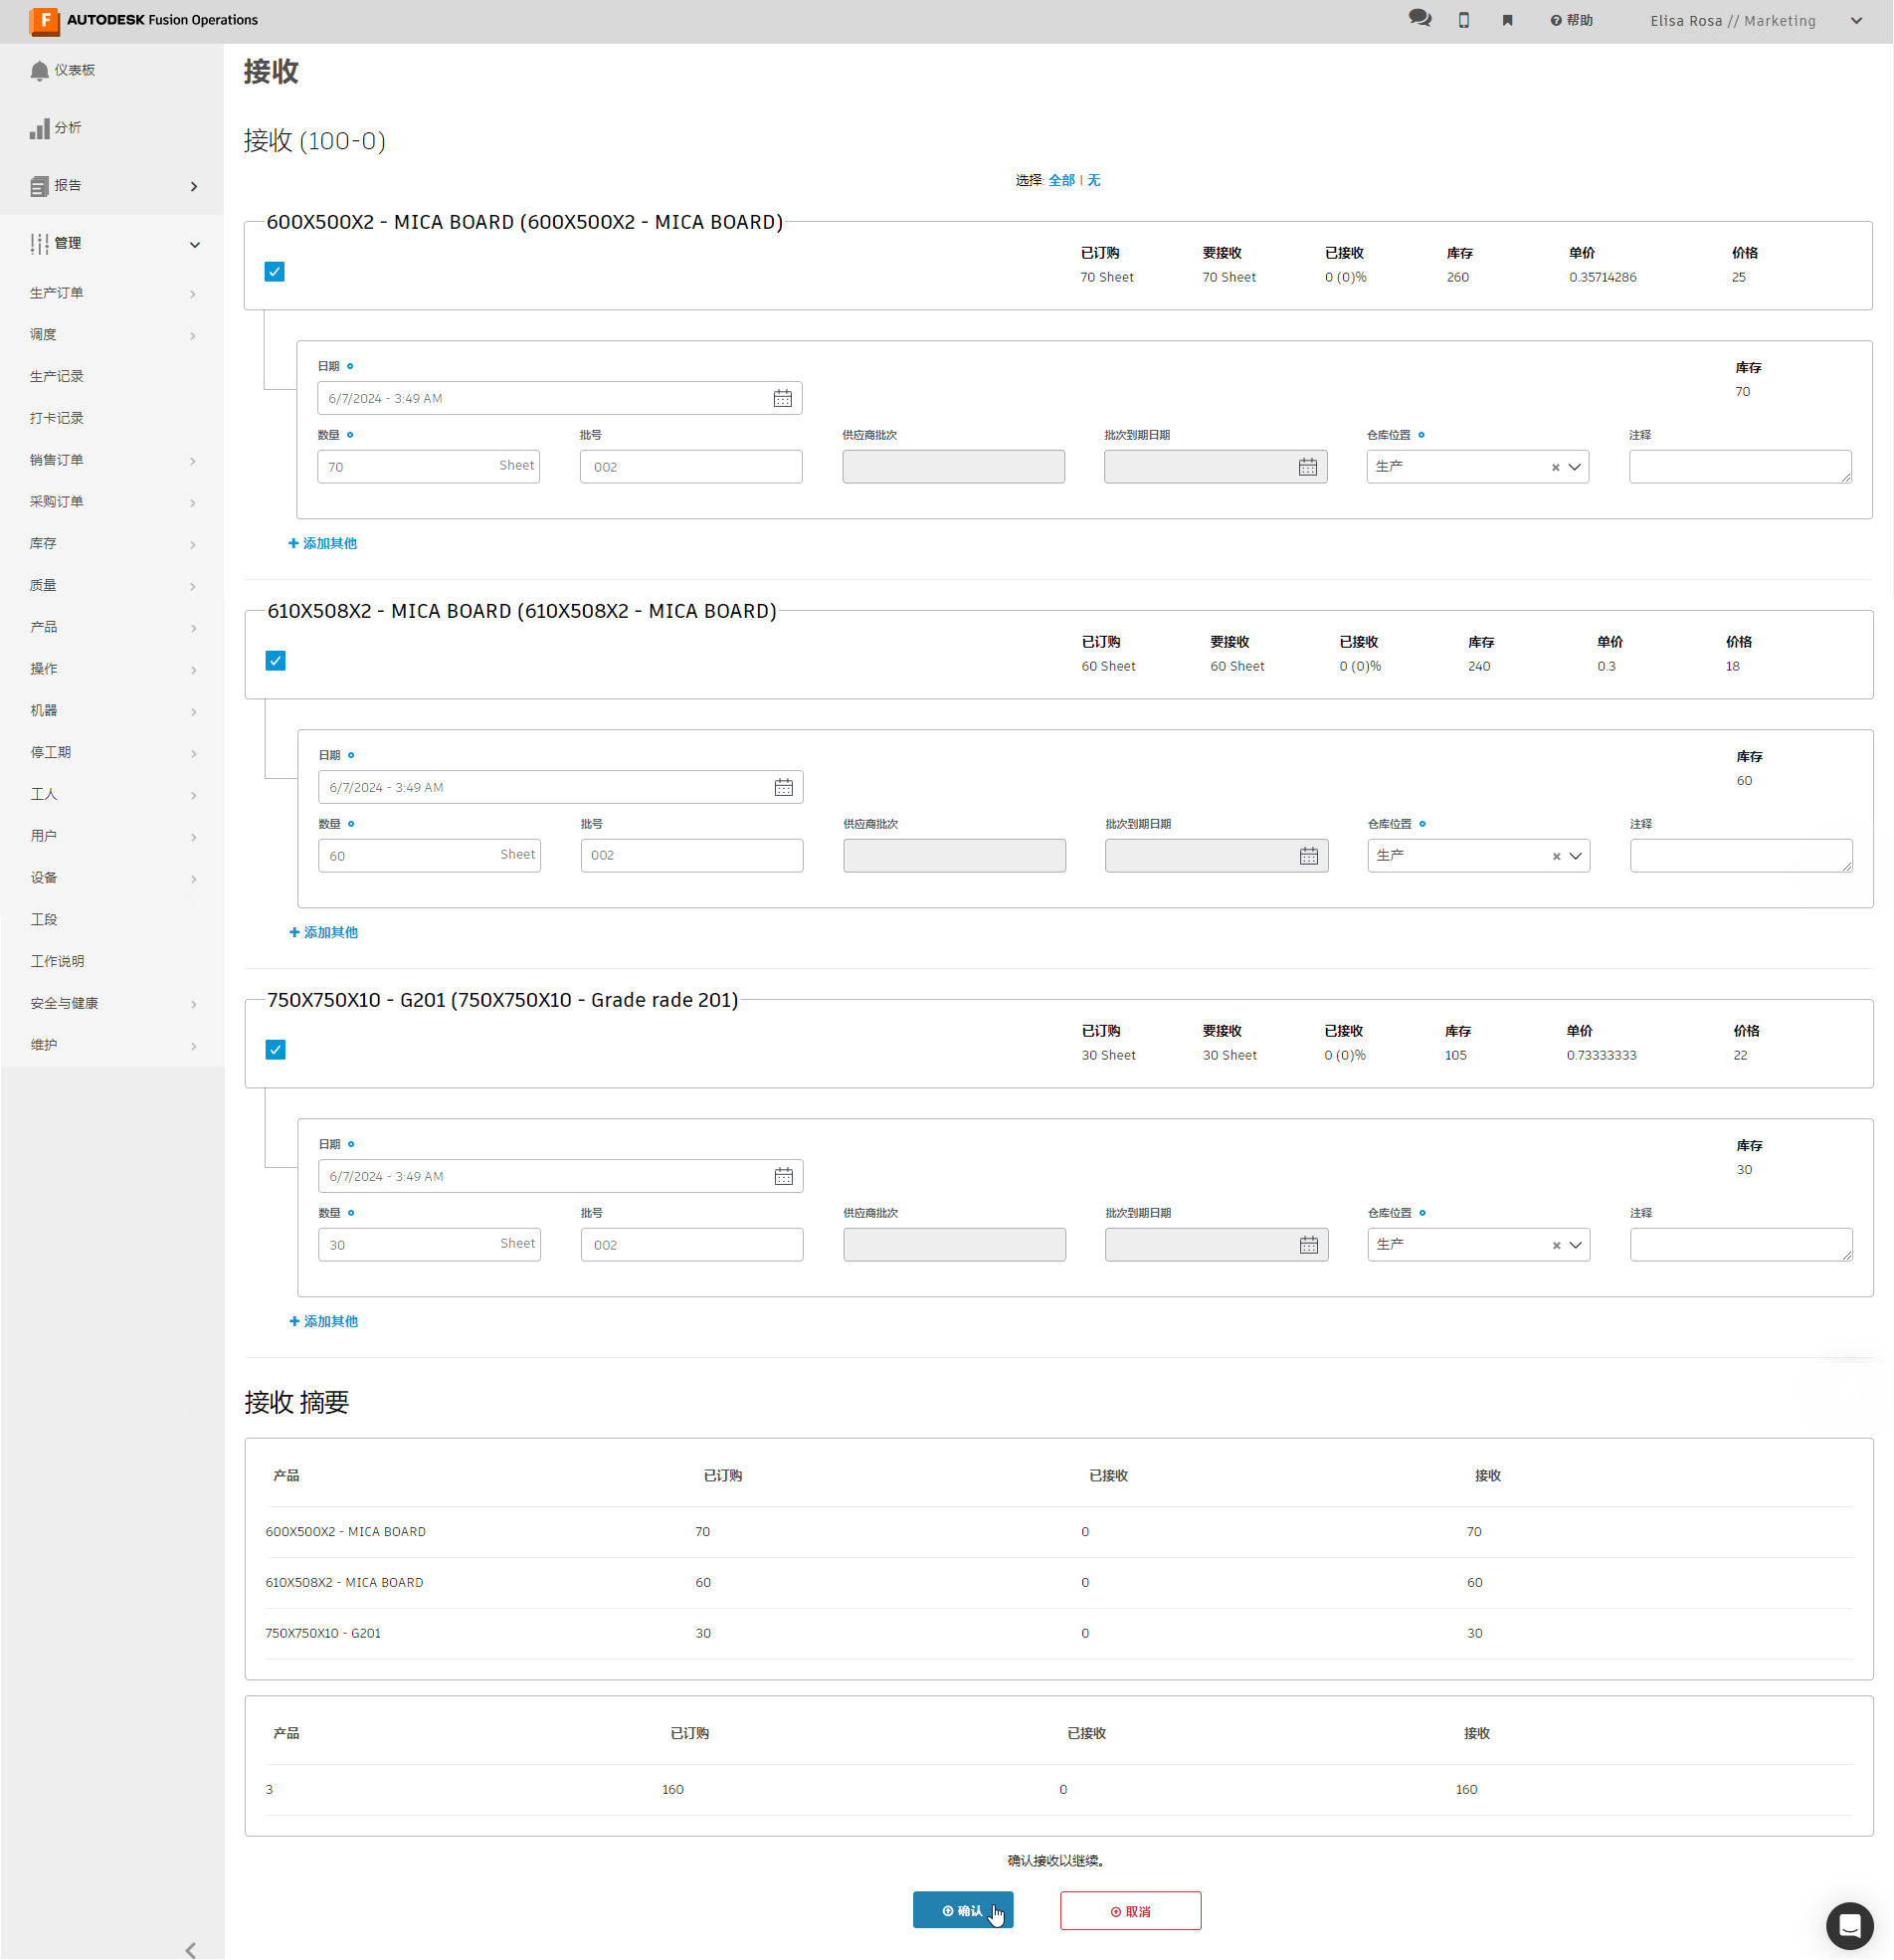 AUTODESK Fusion Operations
帮助
Elisa Rosa // Marketing
仪表板
分析
报告
管理
生产订单
调度
生产记录
打卡记录
销售订单
采购订单
库存
质量
产品
操作
机器
停工期
工人
用户
设备
工段
工作说明
安全与健康
维护
接收
接收 (100-0)
选择: 全部 | 无
600X500X2 - MICA BOARD (600X500X2 - MICA BOARD)
已订购 要接收 已接收 库存 单价 价格
70 Sheet 70 Sheet 0 (0)% 260 0.35714286 25
日期 库存
6/7/2024 - 3:49 AM 70
数量 批号 供应商批次 批次到期日期 仓库位置 注释
70 Sheet 002 生产
添加其他
610X508X2 - MICA BOARD (610X508X2 - MICA BOARD)
已订购 要接收 已接收 库存 单价 价格
60 Sheet 60 Sheet 0 (0)% 240 0.3 18
日期 库存
6/7/2024 - 3:49 AM 60
数量 批号 供应商批次 批次到期日期 仓库位置 注释
60 Sheet 002 生产
添加其他
750X750X10 - G201 (750X750X10 - Grade rade 201)
已订购 要接收 已接收 库存 单价 价格
30 Sheet 30 Sheet 0 (0)% 105 0.73333333 22
日期 库存
6/7/2024 - 3:49 AM 30
数量 批号 供应商批次 批次到期日期 仓库位置 注释
30 Sheet 002 生产
添加其他
接收 摘要
产品 已订购 已接收 接收
600X500X2 - MICA BOARD 70 0 70
610X508X2 - MICA BOARD 60 0 60
750X750X10 - G201 30 0 30
产品 已订购 已接收 接收
3 160 0 160
确认接收以继续。
确认 取消